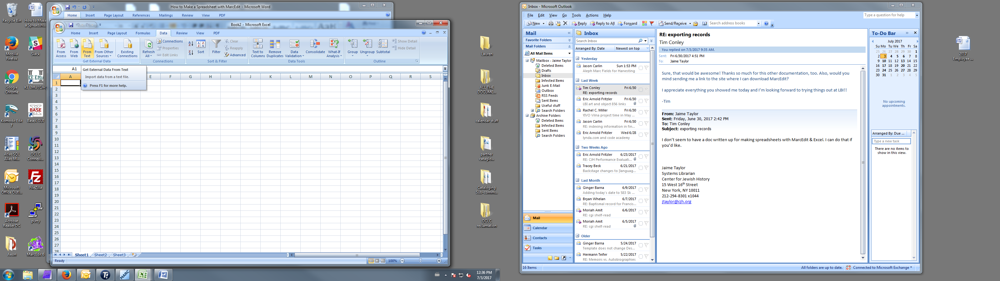 Recycle Bin
How to Make
a Spreadsh...
Mozilla
Firefox
Slack
Google
Chrome
KE EMu (CJH)
Komodo Edit
7
BaseX GUI
Atlas SQL
Alias M...
OCLC
Connexi...
Microsoft
Office Outl...
FileZilla
Acrobat
Reader DC
putty
Aeon
MarcEdit 6
How to Make a Spreadsheet with MarcEdit - Microsoft Word
Home Insert Page Layout References Mailings Review View PDF
Book2 - Microsoft Excel
Home Insert Page Layout Formulas Data Review View PDF
From Access
From Web
From Text
From Other Sources
Existing Connections
Get External Data
Refresh All
Connections
Properties
Edit Links
Connections
Sort
Filter
Clear
Reapply
Advanced
Sort & Filter
Text to Columns
Remove Duplicates
Data Validation
Consolidate
What-If Analysis
Data Tools
Group
Ungroup
Subtotal
Show Detail
Hide Detail
Outline
A1
Get External Data From Text
Import data from a text file.
Press F1 for more help.
A E F G H I J K L M N O P Q R S
1
2
3
4
5
6
7
8
9
10
11
12
13
14
15
16
17
18
19
20
21
22
23
24
25
26
27
28
Sheet1 Sheet2 Sheet3
Ready
100%
12:36 PM
7/3/2017
Lauren
ALL THE
DOCUME...
calendar stuff
partner
cataglo...
Cataloging
Sub-comm...
OCLC
reclamation
Inbox - Microsoft Outlook
File Edit View Go Tools Actions Help
Type a question for help
New Reply Reply to All Forward Send/Receive Search address books
Mail
Favorite Folders
Mail Folders
All Mail Items
Mailbox - Jaime Taylor
Deleted Items
Drafts
Inbox
Infected Items
Junk E-Mail
Outbox
RSS Feeds
Sent Items
Useful stuff
Search Folders
Archive Folders
Deleted Items
Infected Items
Sent Items
Search Folders
Mail
Calendar
Contacts
Tasks
16 Items
Inbox
Search Inbox
Arranged By: Date Newest on top
Yesterday
Jason Carlin Sun 1:53 PM
Aleph Marc Fields for Harvesting
Last Week
Tim Conley Fri 6/30
RE: exporting records
Eric Arnold Fritzler Fri 6/30
LBI art and object 856 links
Rachel C. Miller Fri 6/30
YIVO Vilna project time in May ...
Jason Carlin Fri 6/30
RE: indexing information in fin...
Eric Arnold Fritzler Wed 6/28
lynda.com and code academy
Two Weeks Ago
Eric Arnold Fritzler 6/23/2017
RE: CJH Performance Evaluati...
Tracey Beck 6/21/2017
Backstage changes to [languag...
Last Month
Ginger Barna 6/9/2017
Adding today's date to 583 $k ...
Bryan Whelan 6/7/2017
RE: Baptismal record for Francis...
Moriah Amit 6/6/2017
RE: cgi shelf-read
Moriah Amit 6/5/2017
RE: cgi shelf-read
Older
Ginger Barna 5/24/2017
Template does not change Des...
Hermann Teifer 5/22/2017
RE: Memoirs vs. Autobiographies
RE: exporting records
Tim Conley
You replied on 7/3/2017 9:35 AM.
Sent: Fri 6/30/2017 4:51 PM
To: Jaime Taylor
Sure, that would be awesome! Thanks so much for this other documentation, too. Also, would you
mind sending me a link to the site where I can download MarcEdit?
I appreciate everything you showed me today and I'm looking forward to trying things out at LBI!!
-Tim
From: Jaime Taylor
Sent: Friday, June 30, 2017 2:42 PM
To: Tim Conley
Subject: exporting records
I don't seem to have a doc written up for making spreadsheets with MarcEdit & Excel. I can do that if
you'd like.
Jaime Taylor
Systems Librarian
Center for Jewish History
15 West 16th Street
New York, NY 10011
212-294-8301 x1044
jtaylor@cjh.org
To-Do Bar
July 2017
Su Mo Tu We Th Fr Sa
25 26 27 28 29 30 1
2 3 4 5 6 7 8
9 10 11 12 13 14 15
16 17 18 19 20 21 22
23 24 25 26 27 28 29
30 31 1 2 3 4 5
No upcoming
appointments.
Arranged By: Due ...
Type a new task
There are no items to
show in this view.
All folders are up to date. Connected to Microsoft Exchange
2017
Employee ...